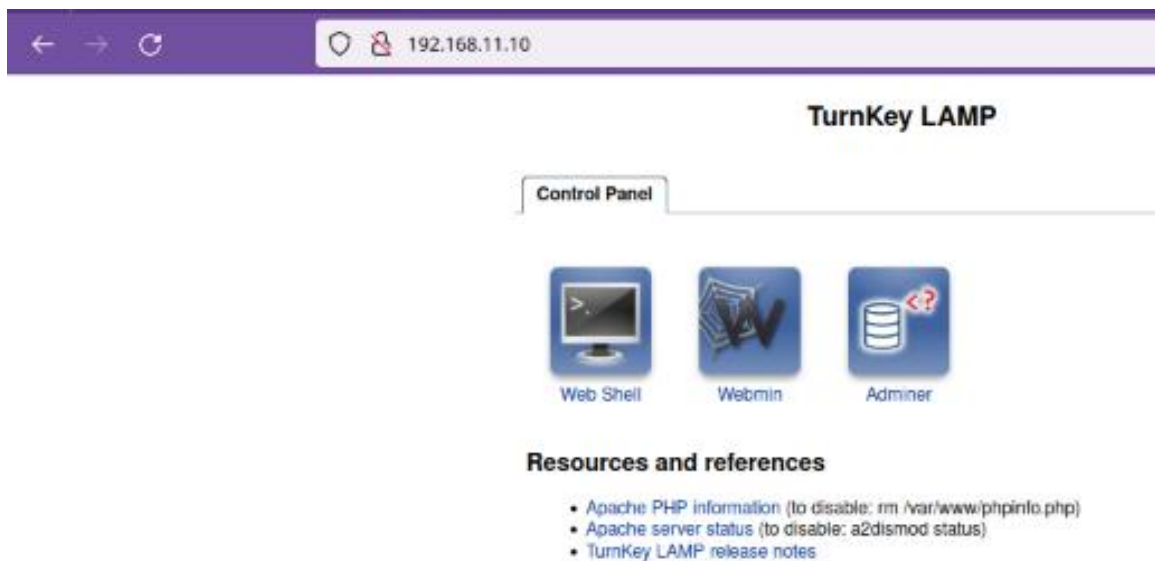 192.168.11.10
TurnKey LAMP
Control Panel
>_
<?
Web Shell
Webmin
Adminer
Resources and references
Apache PHP information (to disable: rm /var/www/phpinfo.php)
Apache server status (to disable: a2dismod status)
TurnKey LAMP release notes